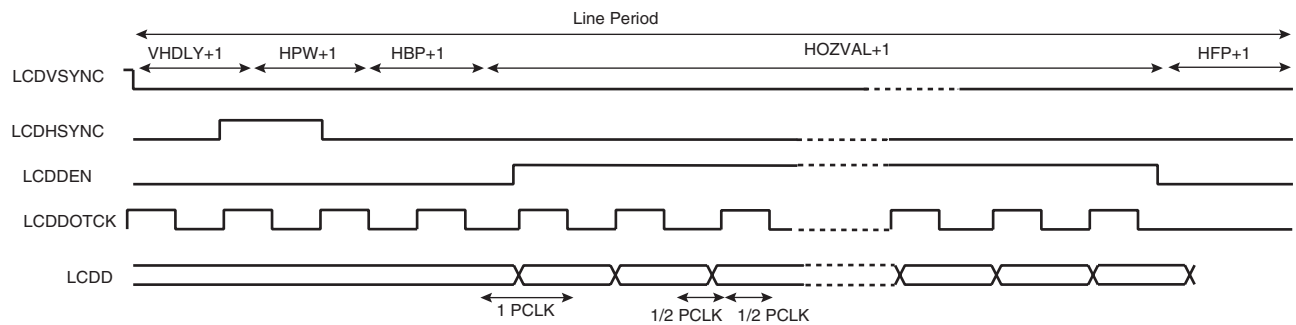 Line Period
VHDLY+1 HPW+1 HBP+1 HOZVAL+1 HFP+1
LCDVSYNC
LCDHSYNC
LCDDEN
LCDDOTCK
LCDD
1 PCLK 1/2 PCLK 1/2 PCLK